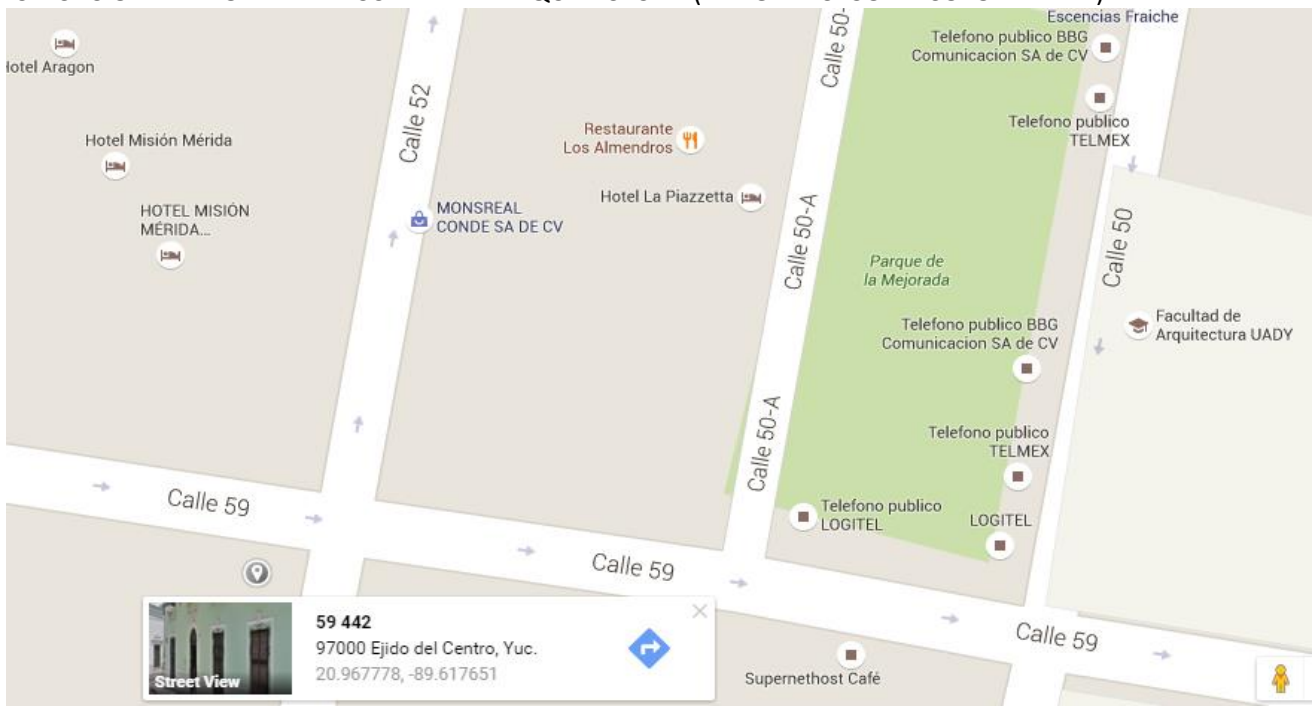 Hotel Aragon
Hotel Misión Mérida
HOTEL MISIÓN
MÉRIDA...
Calle 52
MONSREAL
CONDE SA DE CV
Restaurante
Los Almendros
Hotel La Piazzetta
Calle 50-
Calle 50-A
Calle 50-A
Escencias Fraiche
Telefono publico BBG
Comunicacion SA de CV
Telefono publico
TELMEX
Calle 50
Parque de
la Mejorada
Telefono publico BBG
Comunicacion SA de CV
Facultad de
Arquitectura UADY
Telefono publico
TELMEX
Telefono publico
LOGITEL
LOGITEL
Calle 59
Calle 59
Calle 59
59 442
97000 Ejido del Centro, Yuc.
20.967778, -89.617651
Street View
Supernethost Café